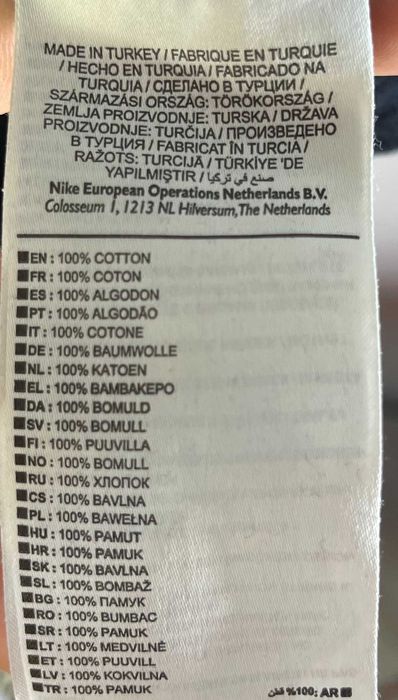 MADE IN TURKEY / FABRIQUE EN TURQUIE
/ HECHO EN TURQUIA / FABRICADO NA
TURQUIA / СДЕЛАНО В ТУРЦИИ /
SZÁRMAZÁSI ORSZÁG: TÖRÖKORSZÁG /
ZEMLJA PROIZVODNJE: TURSKA / DRŽAVA
PROIZVODNJE: TURČIJA / ПРОИЗВЕДЕНО
В ТУРЦИЯ / FABRICAT ÎN TURCIA /
RAŽOTS: TURCIJĀ / TÜRKİYE 'DE
YAPILMIŞTIR / صنع في تركيا
Nike European Operations Netherlands B.V.
Colosseum 1, 1213 NL Hilversum, The Netherlands
EN : 100% COTTON
FR : 100% COTON
ES : 100% ALGODON
PT : 100% ALGODÃO
IT : 100% COTONE
DE : 100% BAUMWOLLE
NL : 100% KATOEN
EL : 100% ΒΑΜΒΑΚΕΡΟ
DA : 100% BOMULD
SV : 100% BOMULL
FI : 100% PUUVILLA
NO : 100% BOMULL
RU : 100% ХЛОПОК
CS : 100% BAVLNA
PL : 100% BAWEŁNA
HU : 100% PAMUT
HR : 100% PAMUK
SK : 100% BAVLNA
SL : 100% BOMBAŽ
BG : 100% ПАМУК
RO : 100% BUMBAC
SR : 100% PAMUK
LT : 100% MEDVILNĖ
ET : 100% PUUVILL
LV : 100% KOKVILNA
TR : 100% PAMUK
AR :100% قطن